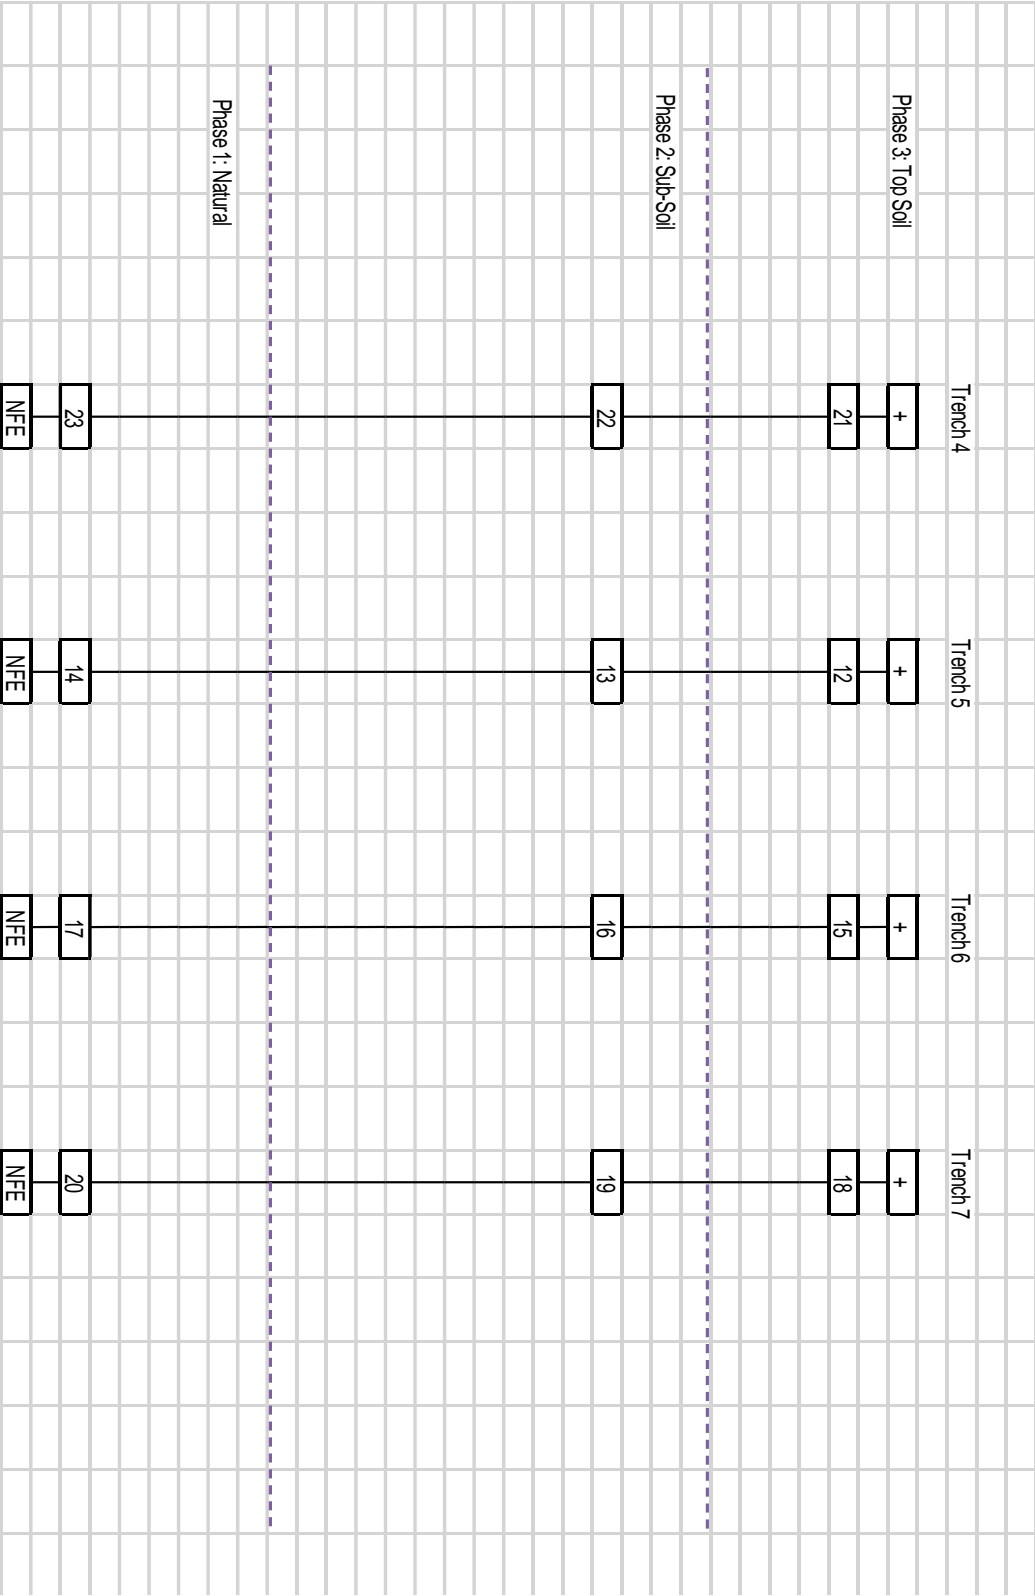 Trench 4
Trench 5
Trench 6
Trench 7
Phase 3: Top Soil
+
+
+
+
21
12
15
18
Phase 2: Sub-Soil
22
13
16
19
Phase 1: Natural
23
14
17
20
NFE
NFE
NFE
NFE